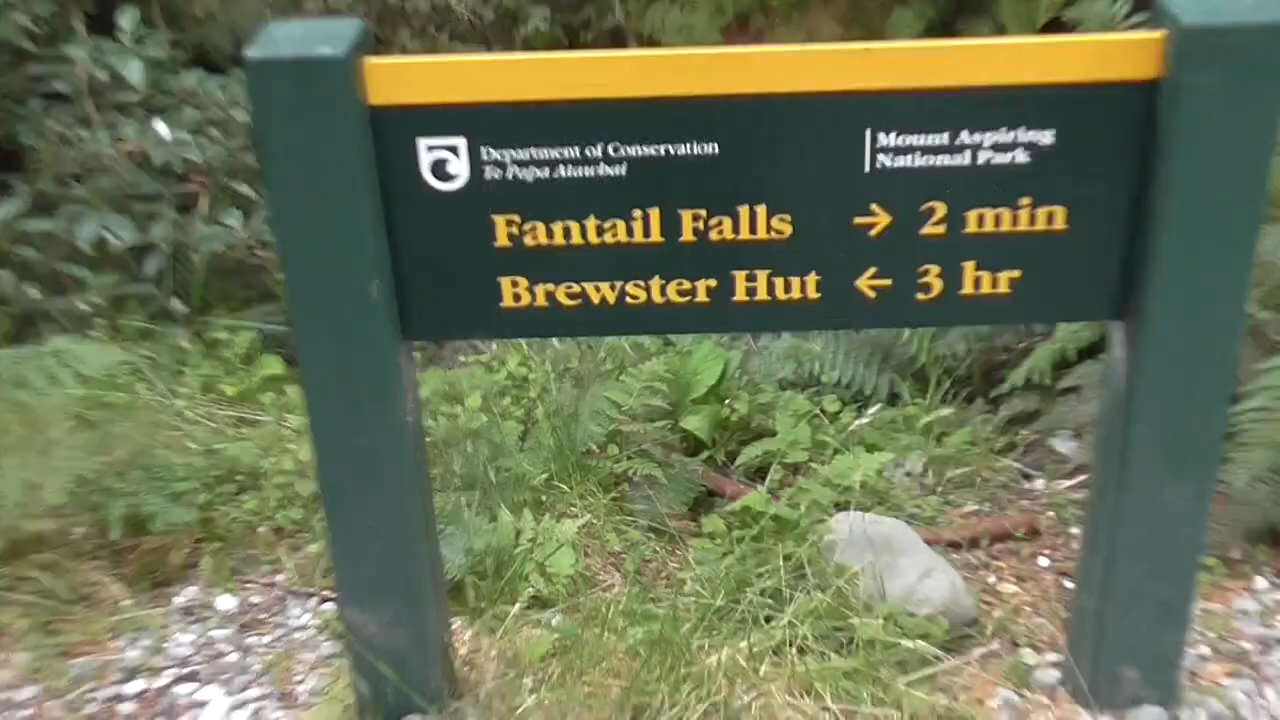 Department of Conservation
Te Papa Atawhai
Mount Aspiring
National Park
Fantail Falls → 2 min
Brewster Hut ← 3 hr